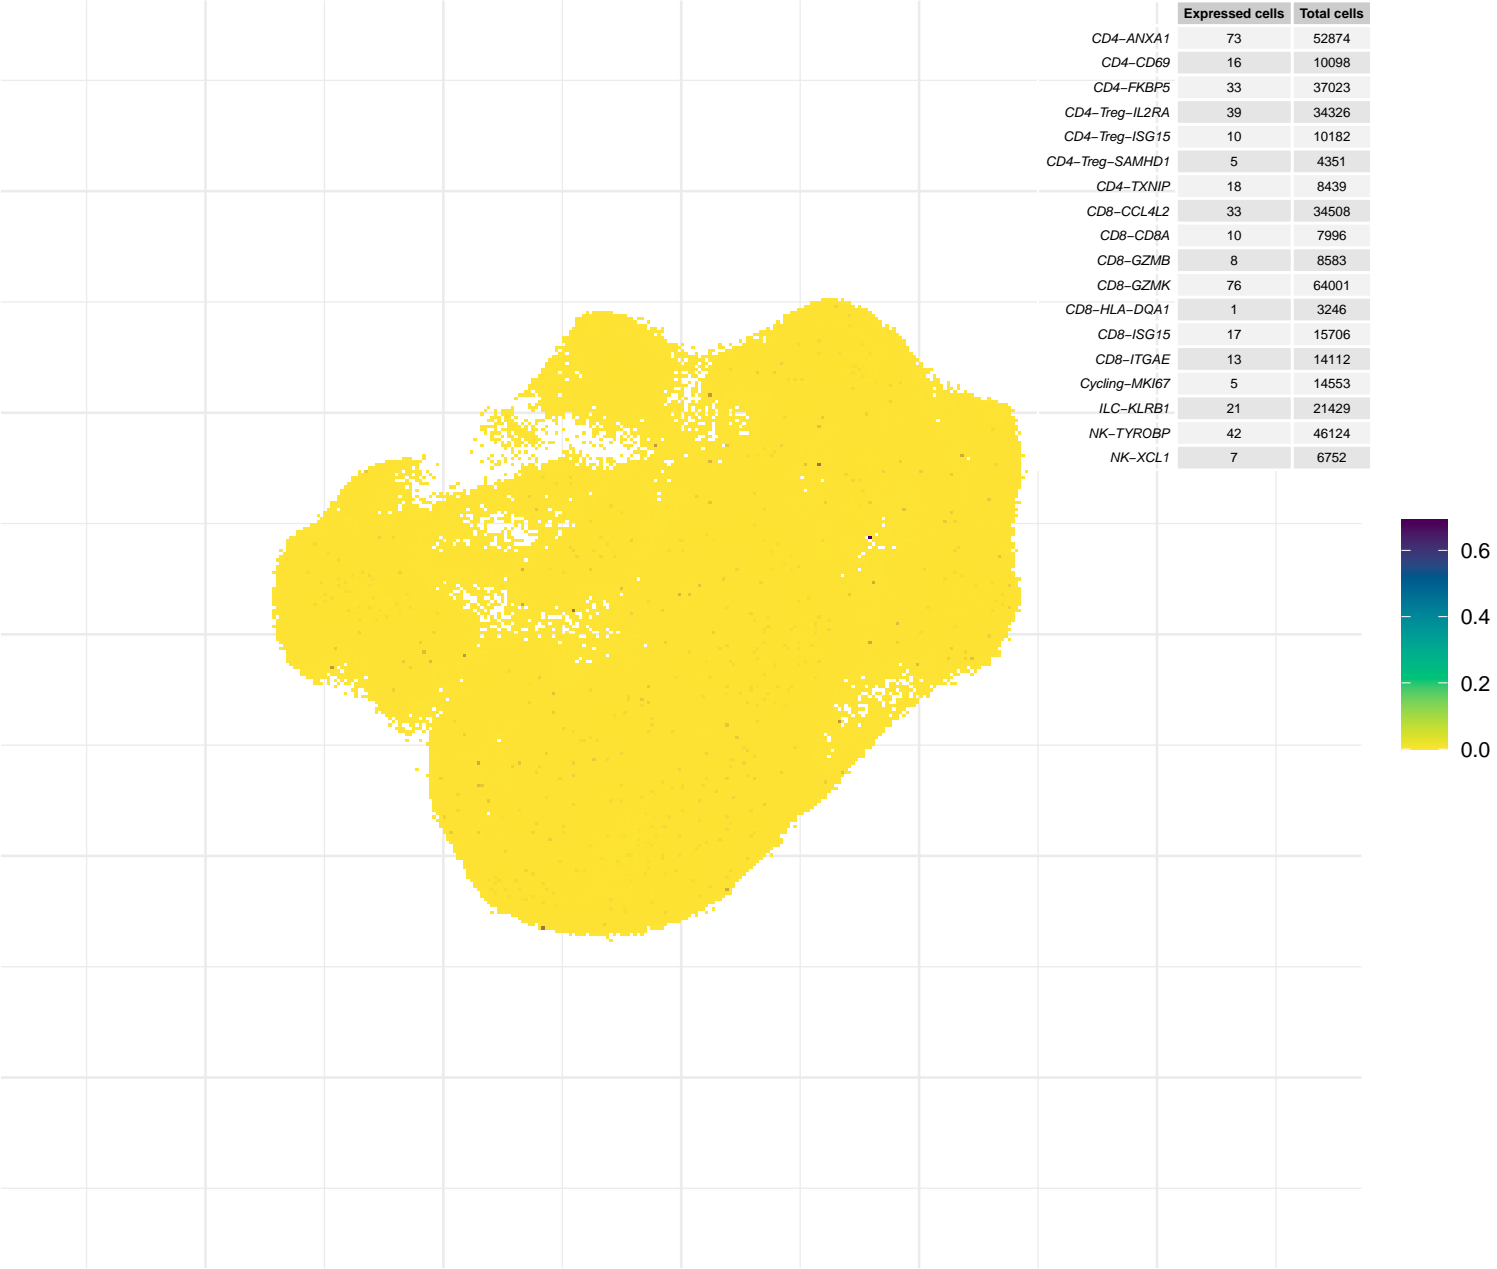 Expressed cells Total cells
CD4−ANXA1 73 52874
CD4−CD69 16 10098
CD4−FKBP5 33 37023
CD4−Treg−IL2RA 39 34326
CD4−Treg−ISG15 10 10182
CD4−Treg−SAMHD1 5 4351
CD4−TXNIP 18 8439
CD8−CCL4L2 33 34508
CD8−CD8A 10 7996
CD8−GZMB 8 8583
CD8−GZMK 76 64001
CD8−HLA−DQA1 1 3246
CD8−ISG15 17 15706
CD8−ITGAE 13 14112
Cycling−MKI67 5 14553
ILC−KLRB1 21 21429
NK−TYROBP 42 46124
NK−XCL1 7 6752
0.6
0.4
0.2
0.0